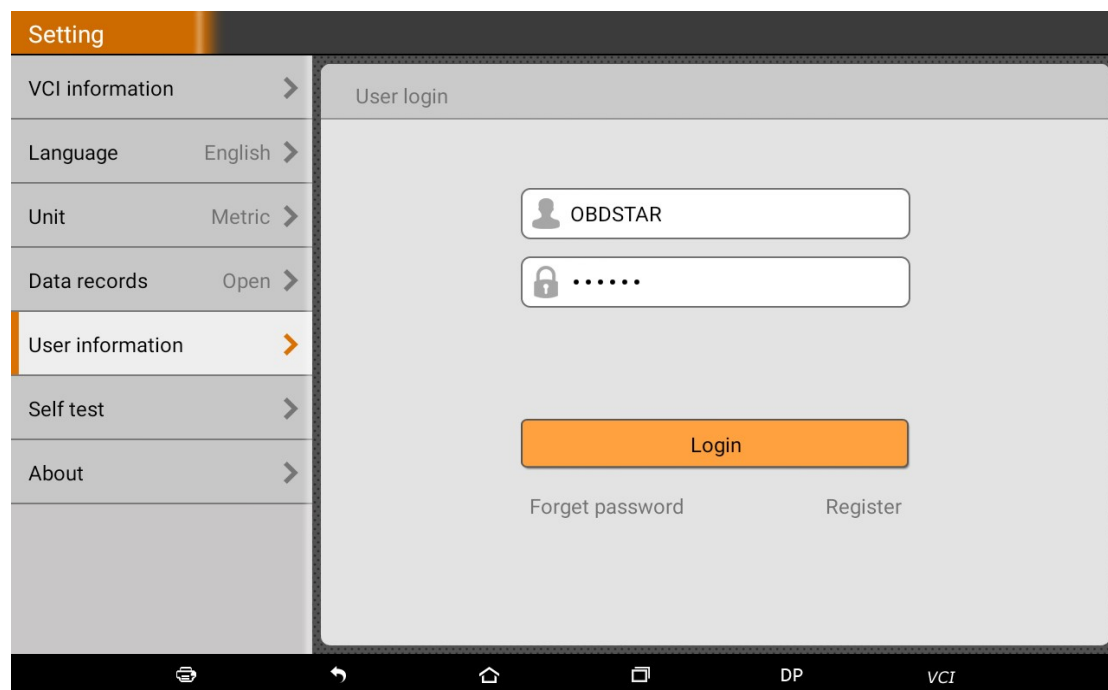 Setting
VCI information
Language English
Unit Metric
Data records Open
User information
Self test
About
User login
OBDSTAR
••••••
Login
Forget password Register
DP VCI